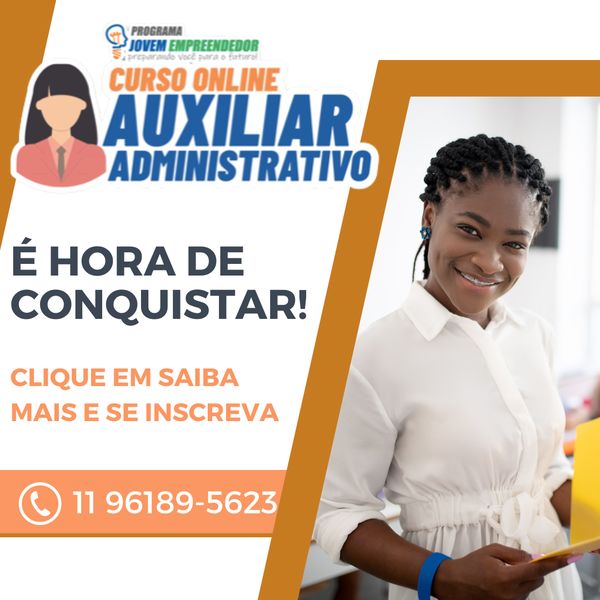 PROGRAMA
JOVEM EMPREENDEDOR
preparando você para o futuro!
CURSO ONLINE
AUXILIAR
ADMINISTRATIVO
É HORA DE
CONQUISTAR!
CLIQUE EM SAIBA
MAIS E SE INSCREVA
11 96189-5623